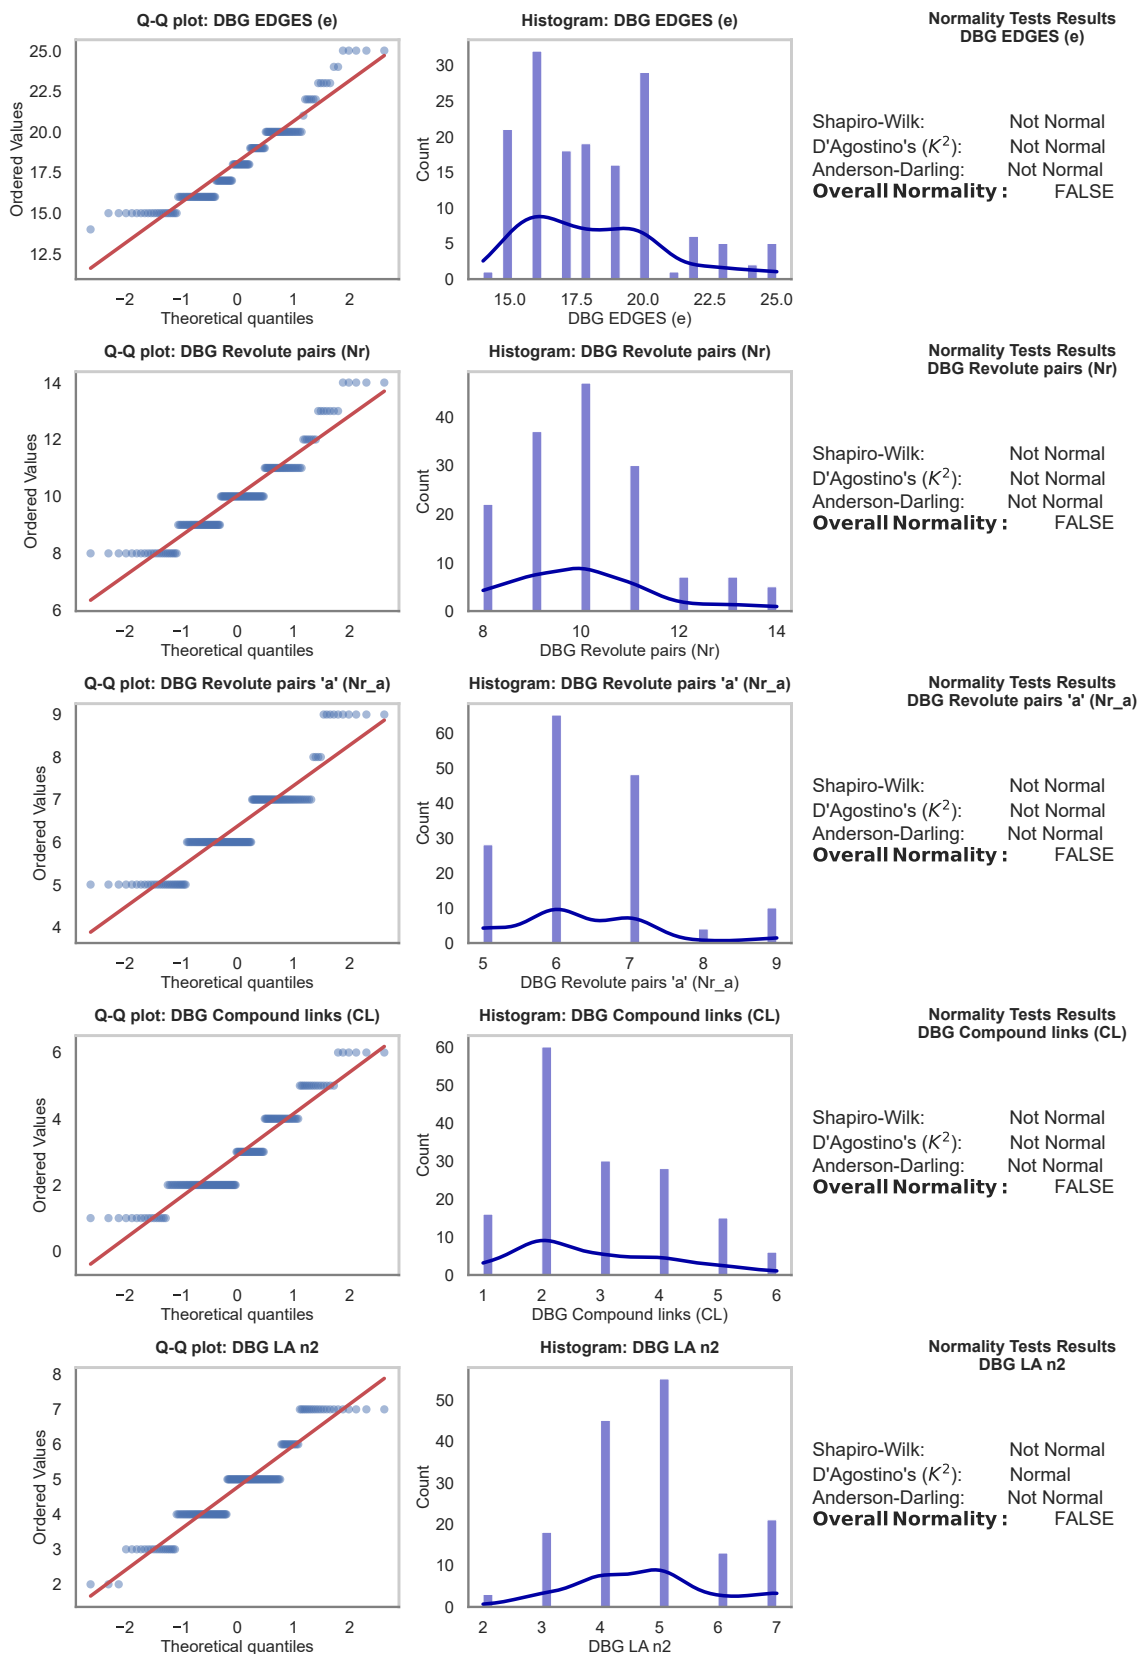 Q-Q plot: DBG EDGES (e)
Ordered Values
25.0
22.5
20.0
17.5
15.0
12.5
−2 −1 0 1 2
Theoretical quantiles
Histogram: DBG EDGES (e)
Count
30
25
20
15
10
5
0
15.0 17.5 20.0 22.5 25.0
DBG EDGES (e)
Normality Tests Results
DBG EDGES (e)
Shapiro-Wilk: Not Normal
D'Agostino's (K²): Not Normal
Anderson-Darling: Not Normal
Overall Normality: FALSE
Q-Q plot: DBG Revolute pairs (Nr)
Ordered Values
14
12
10
8
6
−2 −1 0 1 2
Theoretical quantiles
Histogram: DBG Revolute pairs (Nr)
Count
40
30
20
10
0
8 10 12 14
DBG Revolute pairs (Nr)
Normality Tests Results
DBG Revolute pairs (Nr)
Shapiro-Wilk: Not Normal
D'Agostino's (K²): Not Normal
Anderson-Darling: Not Normal
Overall Normality: FALSE
Q-Q plot: DBG Revolute pairs 'a' (Nr_a)
Ordered Values
9
8
7
6
5
4
−2 −1 0 1 2
Theoretical quantiles
Histogram: DBG Revolute pairs 'a' (Nr_a)
Count
60
50
40
30
20
10
0
5 6 7 8 9
DBG Revolute pairs 'a' (Nr_a)
Normality Tests Results
DBG Revolute pairs 'a' (Nr_a)
Shapiro-Wilk: Not Normal
D'Agostino's (K²): Not Normal
Anderson-Darling: Not Normal
Overall Normality: FALSE
Q-Q plot: DBG Compound links (CL)
Ordered Values
6
4
2
0
−2 −1 0 1 2
Theoretical quantiles
Histogram: DBG Compound links (CL)
Count
60
50
40
30
20
10
0
1 2 3 4 5 6
DBG Compound links (CL)
Normality Tests Results
DBG Compound links (CL)
Shapiro-Wilk: Not Normal
D'Agostino's (K²): Not Normal
Anderson-Darling: Not Normal
Overall Normality: FALSE
Q-Q plot: DBG LA n2
Ordered Values
8
7
6
5
4
3
2
−2 −1 0 1 2
Theoretical quantiles
Histogram: DBG LA n2
Count
50
40
30
20
10
0
2 3 4 5 6 7
DBG LA n2
Normality Tests Results
DBG LA n2
Shapiro-Wilk: Not Normal
D'Agostino's (K²): Normal
Anderson-Darling: Not Normal
Overall Normality: FALSE